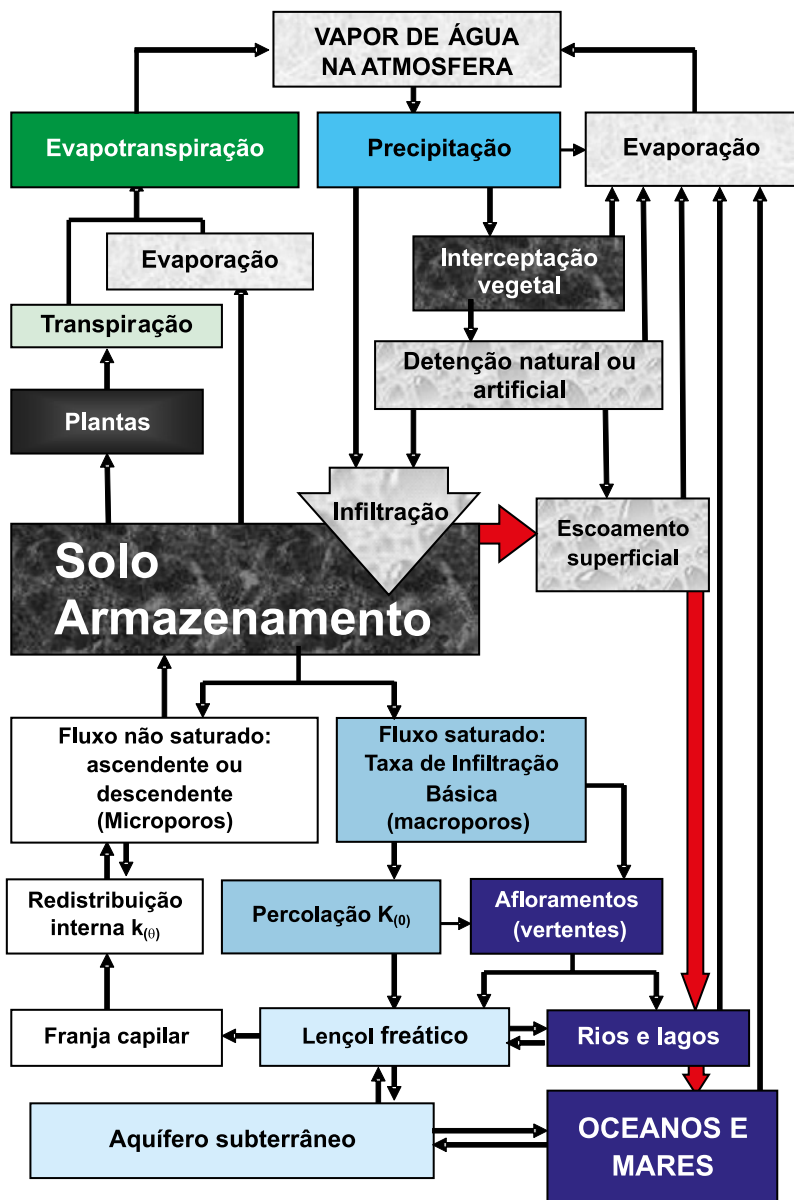 VAPOR DE ÁGUA
NA ATMOSFERA
Evapotranspiração
Precipitação
Evaporação
Evaporação
Interceptação
vegetal
Transpiração
Detenção natural ou
artificial
Plantas
Infiltração
Escoamento
superficial
Solo
Armazenamento
Fluxo não saturado:
ascendente ou
descendente
(Microporos)
Fluxo saturado:
Taxa de Infiltração
Básica
(macroporos)
Redistribuição
interna k(θ)
Percolação K(0)
Afloramentos
(vertentes)
Franja capilar
Lençol freático
Rios e lagos
Aquífero subterrâneo
OCEANOS E
MARES